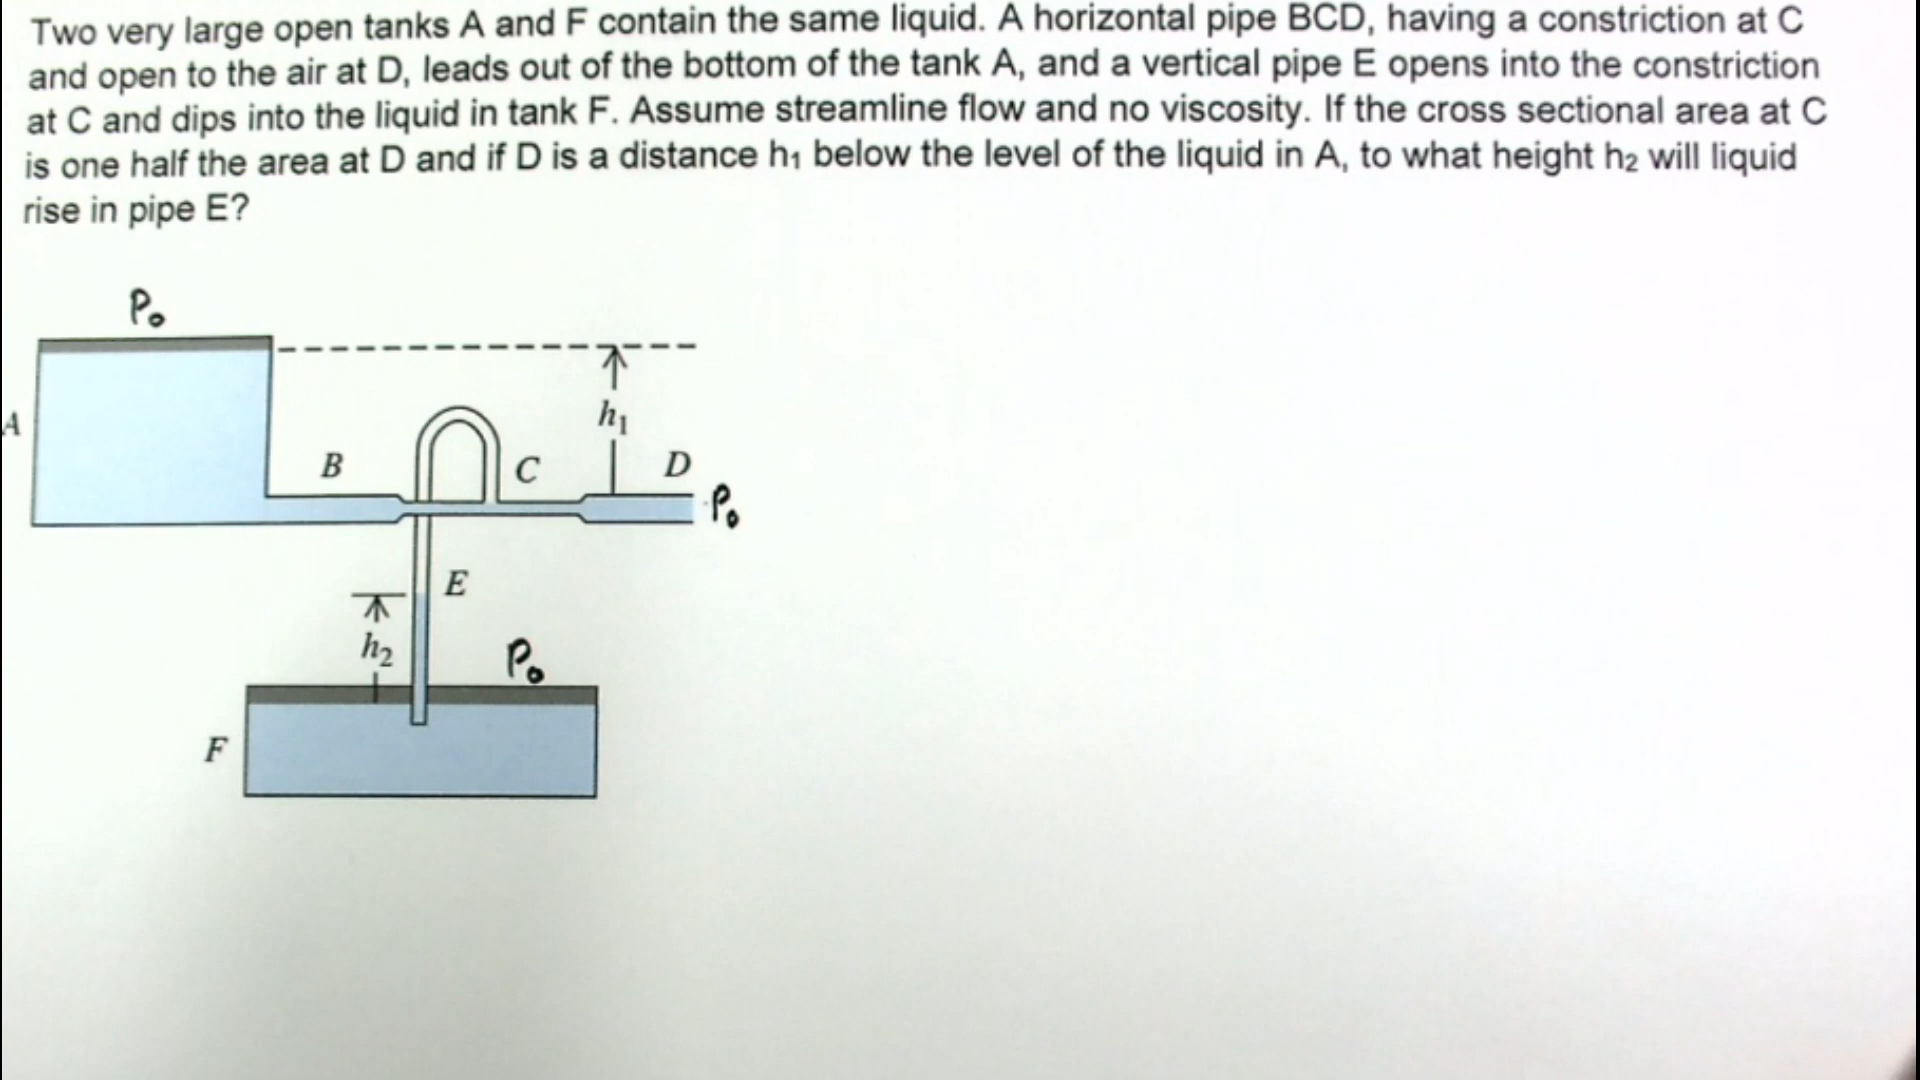 Two very large open tanks A and F contain the same liquid. A horizontal pipe BCD, having a constriction at C
and open to the air at D, leads out of the bottom of the tank A, and a vertical pipe E opens into the constriction
at C and dips into the liquid in tank F. Assume streamline flow and no viscosity. If the cross sectional area at C
is one half the area at D and if D is a distance h₁ below the level of the liquid in A, to what height h₂ will liquid
rise in pipe E?
P₀
A
h₁
B
C
D
P₀
E
h₂
P₀
F